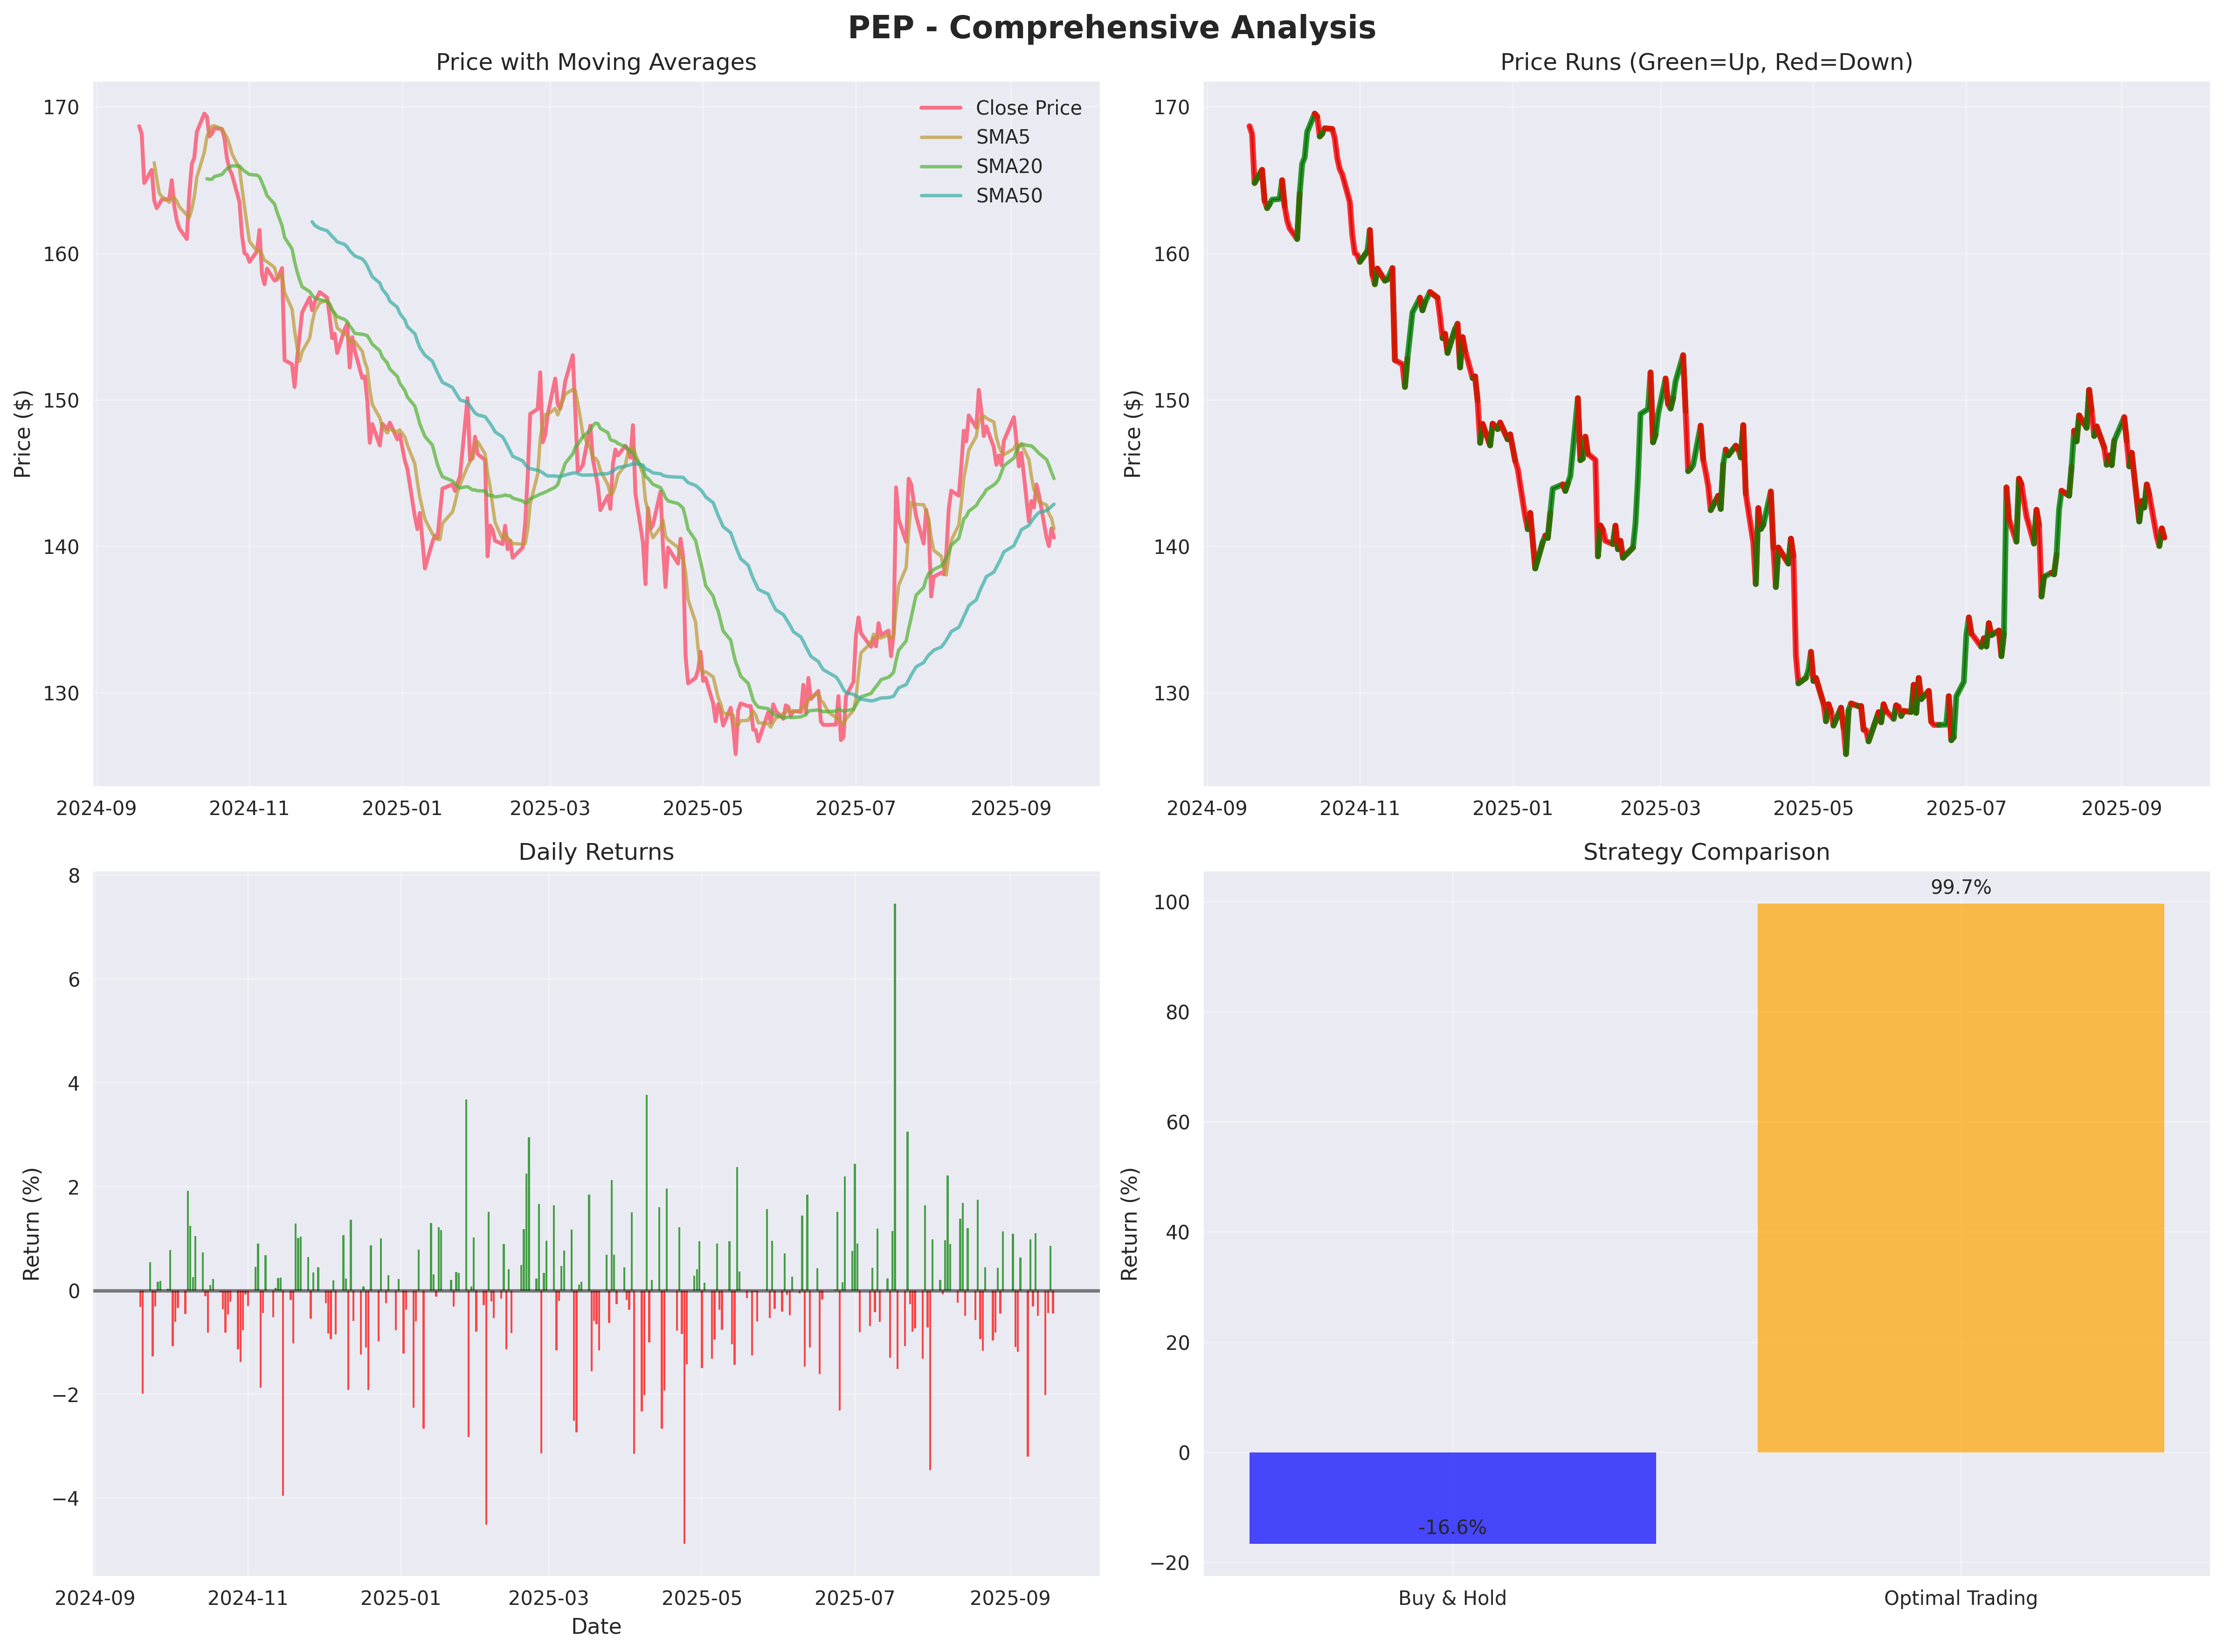 PEP - Comprehensive Analysis
Price with Moving Averages
Price ($)
170
160
150
140
130
Close Price
SMA5
SMA20
SMA50
2024-09
2024-11
2025-01
2025-03
2025-05
2025-07
2025-09
Price Runs (Green=Up, Red=Down)
Price ($)
170
160
150
140
130
2024-09
2024-11
2025-01
2025-03
2025-05
2025-07
2025-09
Daily Returns
Return (%)
8
6
4
2
0
−2
−4
2024-09
2024-11
2025-01
2025-03
2025-05
2025-07
2025-09
Date
Strategy Comparison
Return (%)
100
80
60
40
20
0
−20
99.7%
-16.6%
Buy & Hold
Optimal Trading